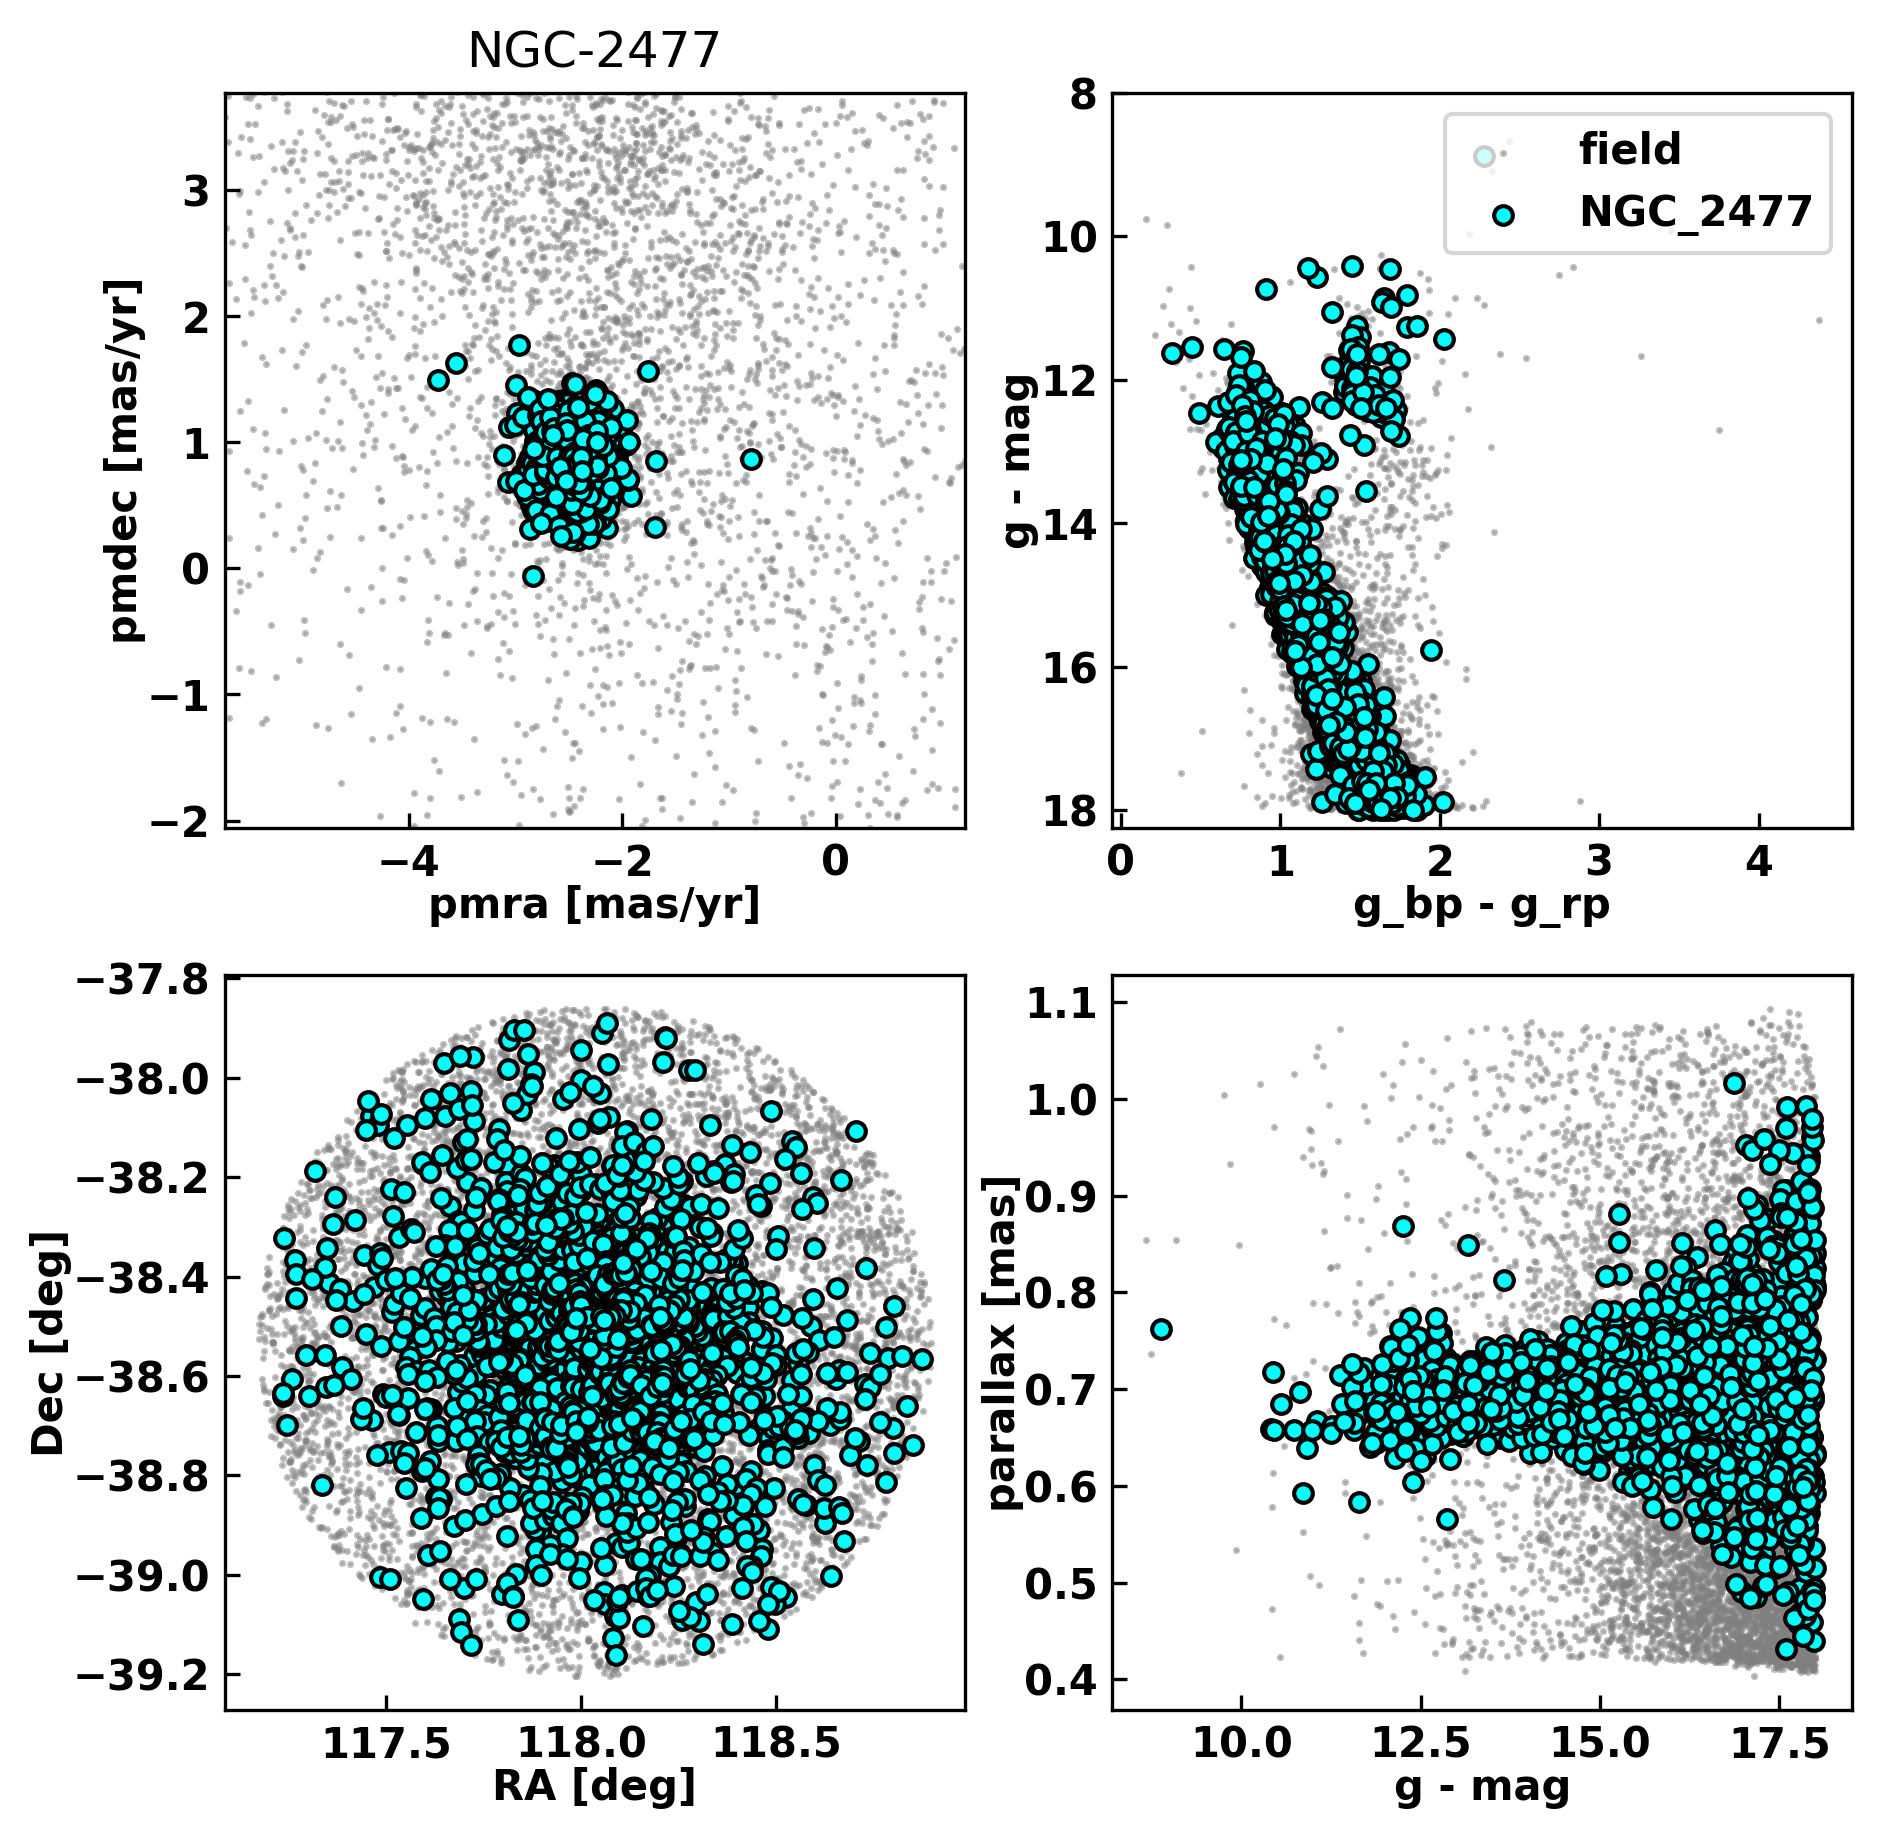 NGC-2477
3
2
1
0
−1
−2
pmdec [mas/yr]
−4 −2 0
pmra [mas/yr]
8
10
12
14
16
18
g - mag
field
NGC_2477
0 1 2 3 4
g_bp - g_rp
−37.8
−38.0
−38.2
−38.4
−38.6
−38.8
−39.0
−39.2
Dec [deg]
117.5 118.0 118.5
RA [deg]
1.1
1.0
0.9
0.8
0.7
0.6
0.5
0.4
parallax [mas]
10.0 12.5 15.0 17.5
g - mag